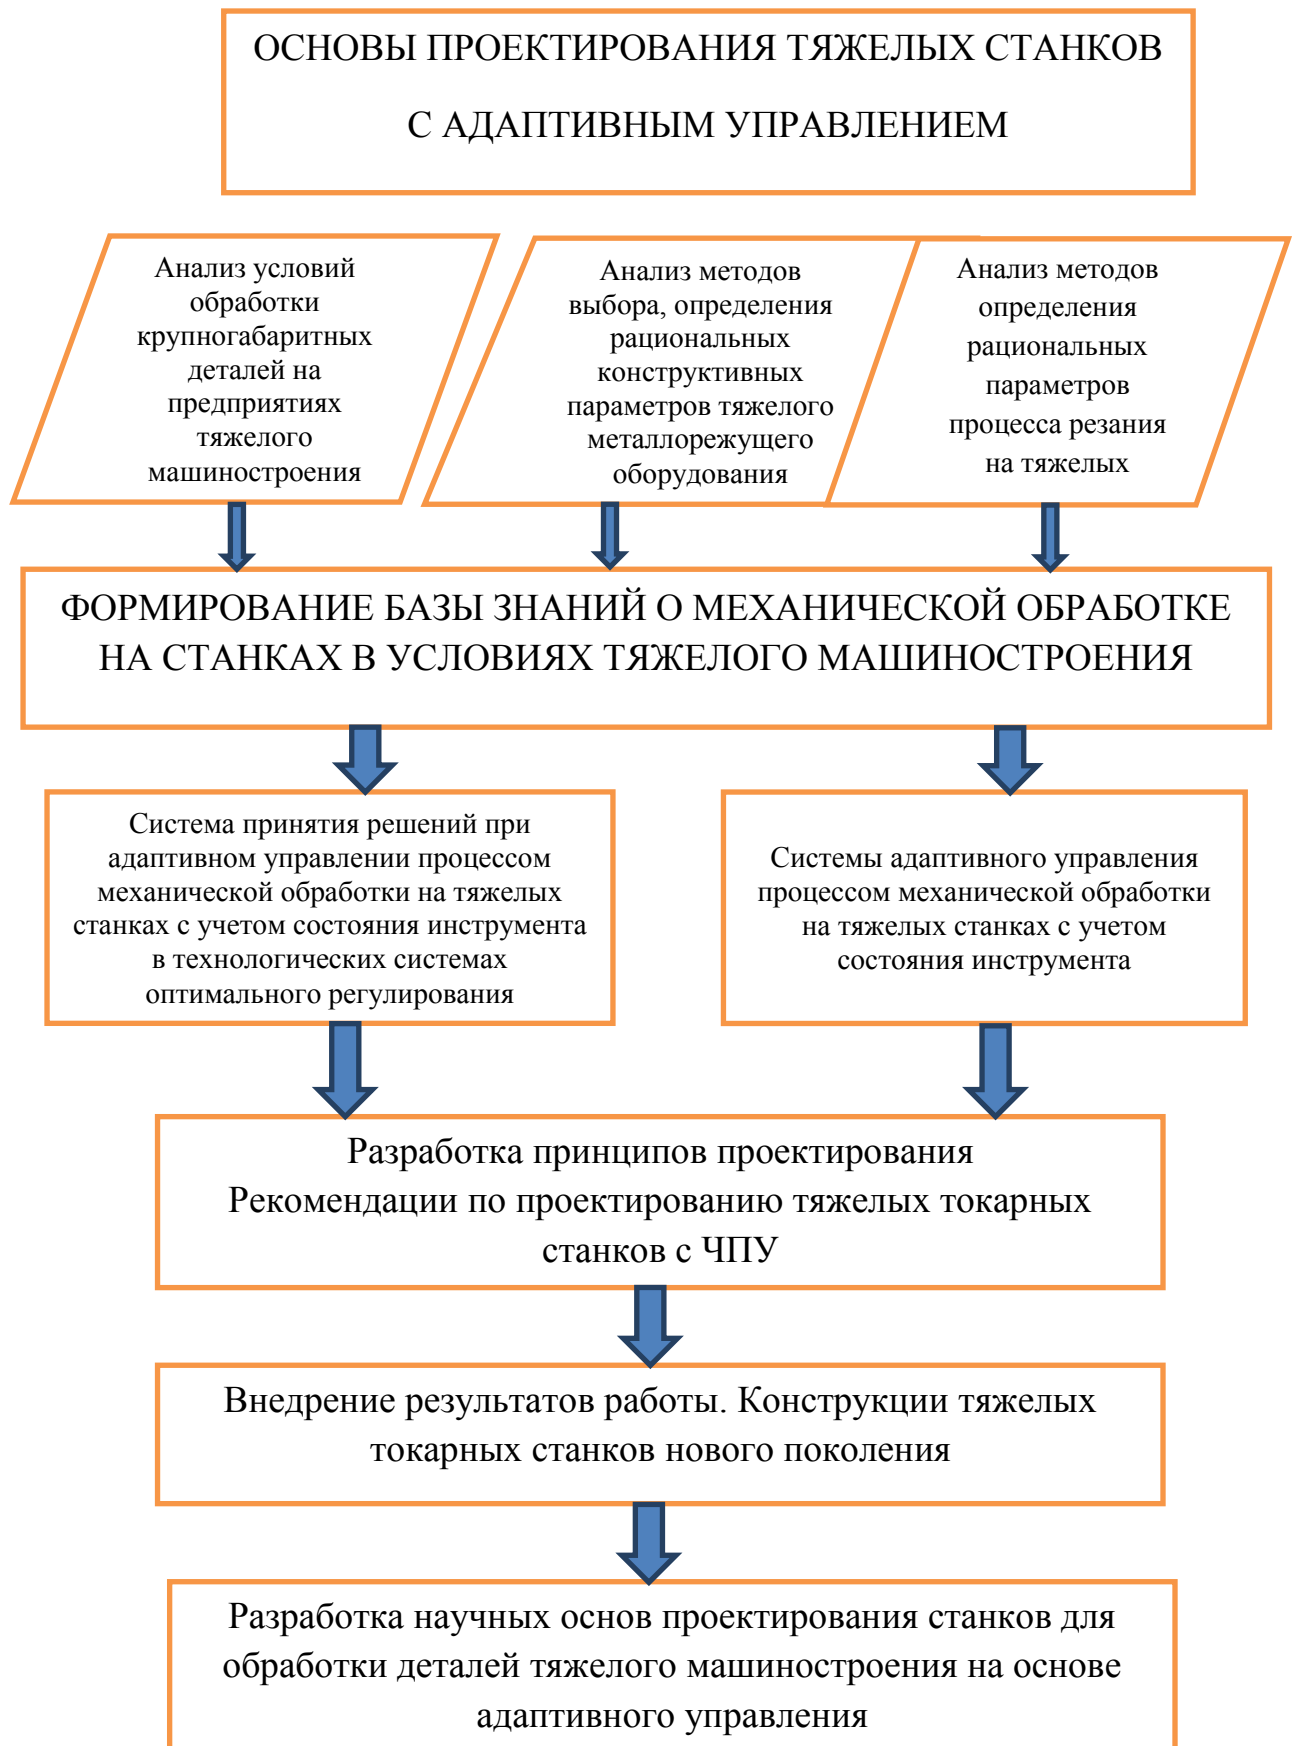 ОСНОВЫ ПРОЕКТИРОВАНИЯ ТЯЖЕЛЫХ СТАНКОВ
С АДАПТИВНЫМ УПРАВЛЕНИЕМ
Анализ условий
обработки
крупногабаритных
деталей на
предприятиях
тяжелого
машиностроения
Анализ методов
выбора, определения
рациональных
конструктивных
параметров тяжелого
металлорежущего
оборудования
Анализ методов
определения
рациональных
параметров
процесса резания
на тяжелых
ФОРМИРОВАНИЕ БАЗЫ ЗНАНИЙ О МЕХАНИЧЕСКОЙ ОБРАБОТКЕ
НА СТАНКАХ В УСЛОВИЯХ ТЯЖЕЛОГО МАШИНОСТРОЕНИЯ
Система принятия решений при
адаптивном управлении процессом
механической обработки на тяжелых
станках с учетом состояния инструмента
в технологических системах
оптимального регулирования
Системы адаптивного управления
процессом механической обработки
на тяжелых станках с учетом
состояния инструмента
Разработка принципов проектирования
Рекомендации по проектированию тяжелых токарных
станков с ЧПУ
Внедрение результатов работы. Конструкции тяжелых
токарных станков нового поколения
Разработка научных основ проектирования станков для
обработки деталей тяжелого машиностроения на основе
адаптивного управления